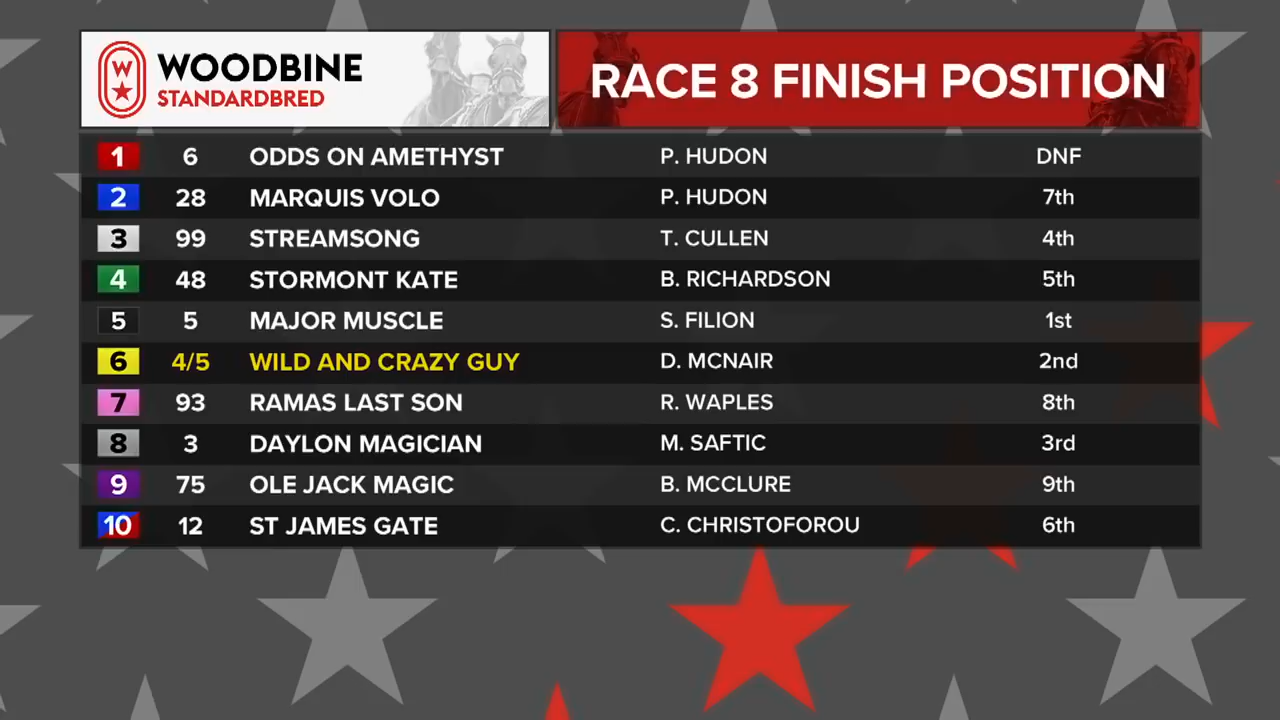 W
WOODBINE
STANDARDBRED
RACE 8 FINISH POSITION
1 6 ODDS ON AMETHYST P. HUDON DNF
2 28 MARQUIS VOLO P. HUDON 7th
3 99 STREAMSONG T. CULLEN 4th
4 48 STORMONT KATE B. RICHARDSON 5th
5 5 MAJOR MUSCLE S. FILION 1st
6 4/5 WILD AND CRAZY GUY D. MCNAIR 2nd
7 93 RAMAS LAST SON R. WAPLES 8th
8 3 DAYLON MAGICIAN M. SAFTIC 3rd
9 75 OLE JACK MAGIC B. MCCLURE 9th
10 12 ST JAMES GATE C. CHRISTOFOROU 6th